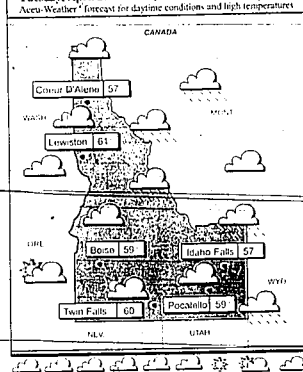 Accu-Weather® forecast for daytime conditions and high temperatures
CANADA
Coeur D'Alene 57
WASH
MONT
Lewiston 61
ORE
Boise 59
Idaho Falls 57
WYO
Twin Falls 60
Pocatello 59
NEV
UTAH